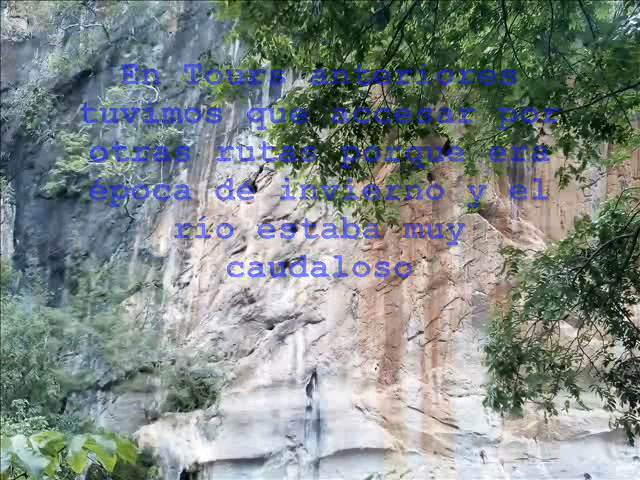 En Tours anteriores
tuvimos que accesar por
otras rutas porque era
época de invierno y el
río estaba muy
caudaloso